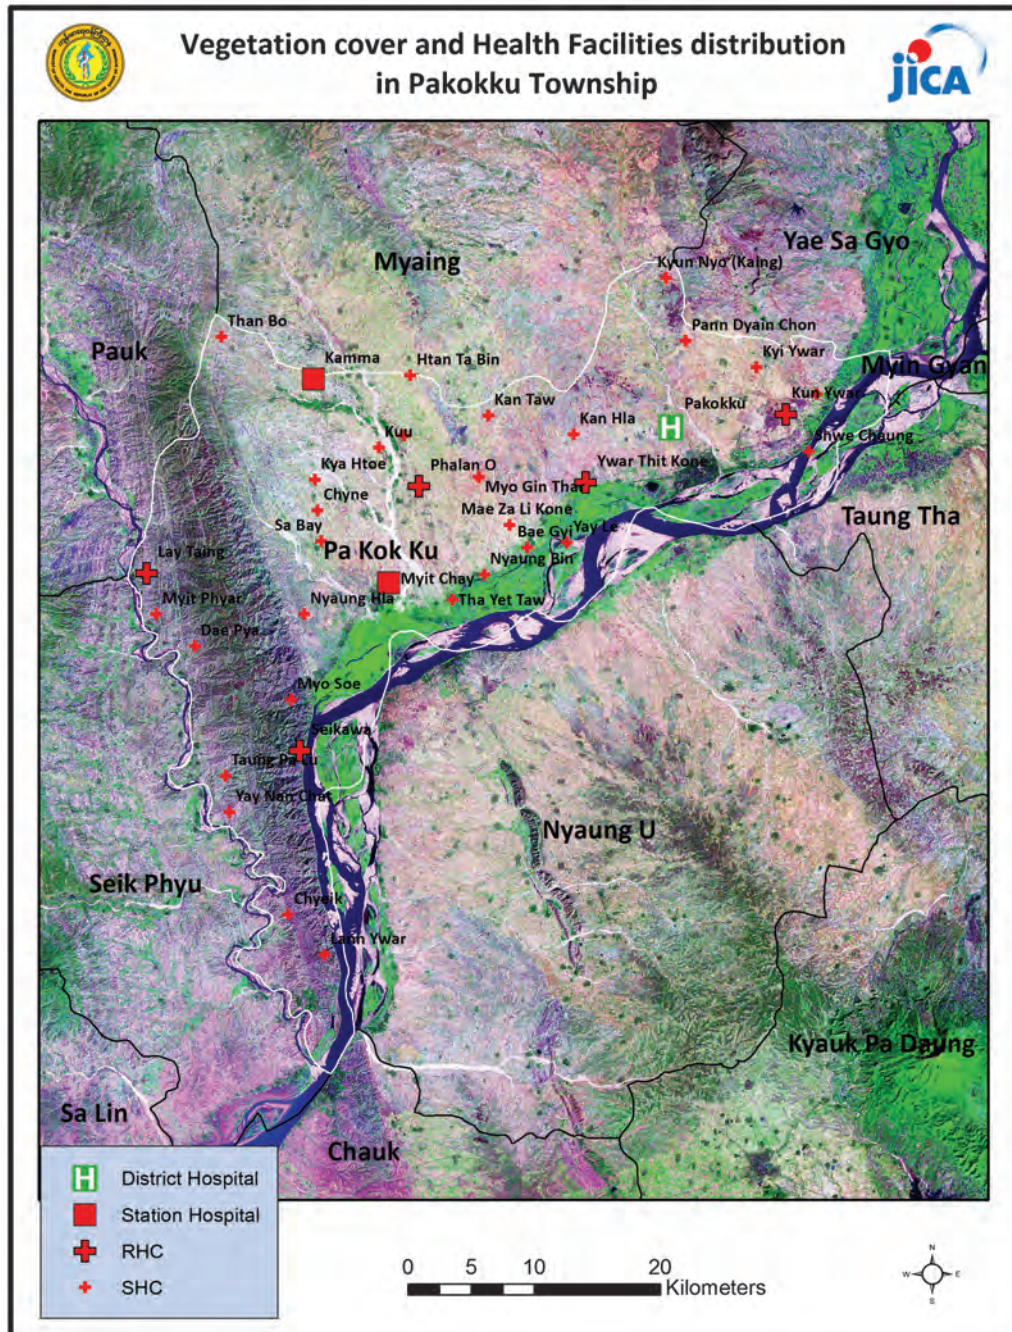 Vegetation cover and Health Facilities distribution
in Pakokku Township
jICA
Yae Sa Gyo
Myaing
Kyun Nyo (Kaing)
Than Bo
Pann Dyain Chon
Pauk
Kamma
Htan Ta Bin
Kyi Ywar
Myin Gyan
Kan Taw
Pakokku
Kun Ywar
H
Kan Hla
Kuu
Shwe Chaung
Kya Htoe
Phalan O
Ywar Thit Kone
Myo Gin Thar
Chyne
Mae Za Li Kone
Taung Tha
Sa Bay
Bae Gyi
Yay Le
Pa Kok Ku
Lay Taing
Nyaung Bin
Myit Chay
Myit Phyar
Nyaung Hla
Tha Yet Taw
Dae Pya
Myo Soe
Seikawa
Taung Pa Lu
Yay Nan Chat
Nyaung U
Seik Phyu
Chyeik
Lann Ywar
Kyauk Pa Daung
Sa Lin
Chauk
H District Hospital
Station Hospital
RHC
SHC
0 5 10 20
Kilometers
N
W E
S